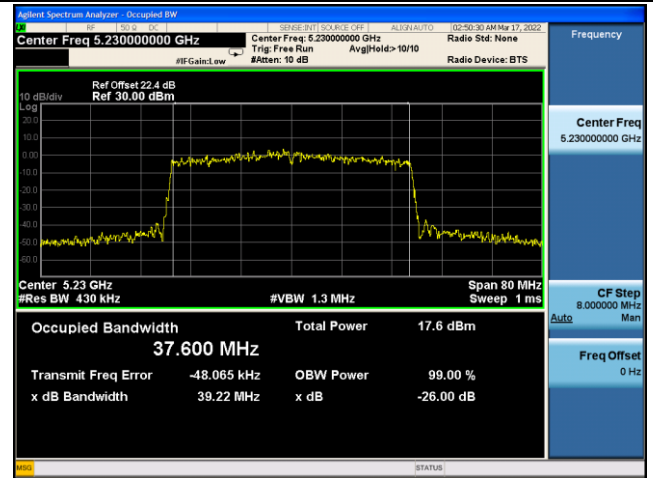 Agilent Spectrum Analyzer - Occupied BW
RF 50 Ω DC SENSE:INT SOURCE OFF ALIGN AUTO 02:50:30 AM Mar 17, 2022
Center Freq 5.230000000 GHz
Center Freq: 5.230000000 GHz
Radio Std: None
Trig: Free Run Avg|Hold:>10/10
#IFGain:Low #Atten: 10 dB Radio Device: BTS
Ref Offset 22.4 dB
10 dB/div Ref 30.00 dBm
Log
20.0
10.0
0.00
-10.0
-20.0
-30.0
-40.0
-50.0
-60.0
Center 5.23 GHz Span 80 MHz
#Res BW 430 kHz #VBW 1.3 MHz Sweep 1 ms
Occupied Bandwidth Total Power 17.6 dBm
37.600 MHz
Transmit Freq Error -48.065 kHz OBW Power 99.00 %
x dB Bandwidth 39.22 MHz x dB -26.00 dB
MSG STATUS
Frequency
Center Freq
5.230000000 GHz
CF Step
8.000000 MHz
Auto Man
Freq Offset
0 Hz